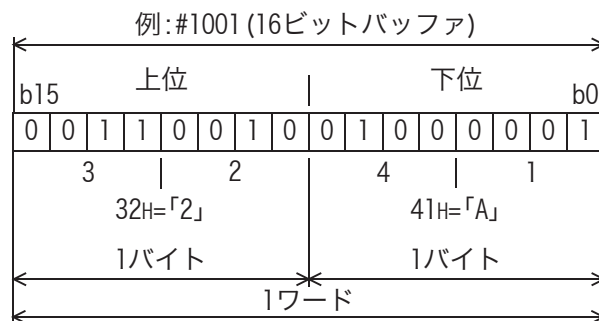 例:#1001(16ビットバッファ)
上位 下位
b15 b0
0 0 1 1 0 0 1 0 0 1 0 0 0 0 0 1
3 2 4 1
32H=「2」 41H=「A」
1バイト 1バイト
1ワード